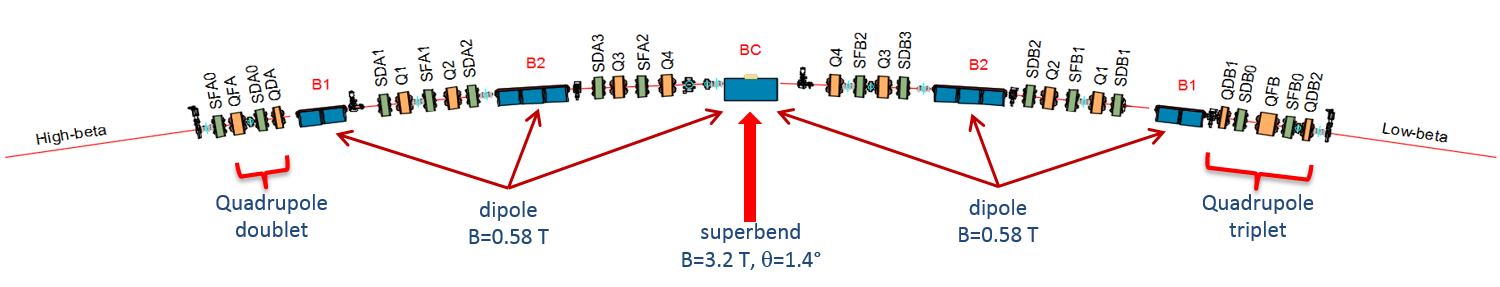 High-beta
SFA0
QFA
SDA0
QDA
B1
SDA1
Q1
SFA1
Q2
SDA2
B2
SDA3
Q3
SFA2
Q4
BC
Q4
SFB2
Q3
SDB3
B2
SDB2
Q2
SFB1
Q1
SDB1
B1
QDB1
SDB0
QFB
SFB0
QDB2
Low-beta
Quadrupole
doublet
dipole
B=0.58 T
superbend
B=3.2 T, θ=1.4°
dipole
B=0.58 T
Quadrupole
triplet